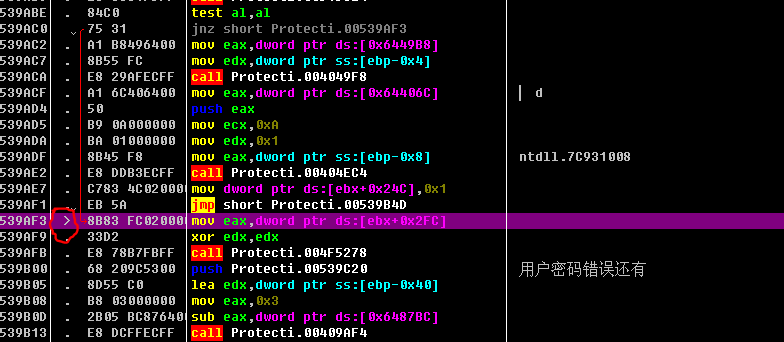 539ABE . 84C0 test al,al
539AC0 . 75 31 jnz short Protecti.00539AF3
539AC2 . A1 B8496400 mov eax,dword ptr ds:[0x6449B8]
539AC7 . 8B55 FC mov edx,dword ptr ss:[ebp-0x4]
539ACA . E8 29AFECFF call Protecti.004049F8
539ACF . A1 6C406400 mov eax,dword ptr ds:[0x64406C] | d
539AD4 . 50 push eax
539AD5 . B9 0A000000 mov ecx,0xA
539ADA . BA 01000000 mov edx,0x1
539ADF . 8B45 F8 mov eax,dword ptr ss:[ebp-0x8] ntdll.7C931008
539AE2 . E8 DDB3ECFF call Protecti.00404EC4
539AE7 . C783 4C020000 mov dword ptr ds:[ebx+0x24C],0x1
539AF1 . EB 5A jmp short Protecti.00539B4D
539AF3 > 8B83 FC020000 mov eax,dword ptr ds:[ebx+0x2FC]
539AF9 . 33D2 xor edx,edx
539AFB . E8 78B7FBFF call Protecti.004F5278
539B00 . 68 209C5300 push Protecti.00539C20 用户密码错误还有
539B05 . 8D55 C0 lea edx,dword ptr ss:[ebp-0x40]
539B08 . B8 03000000 mov eax,0x3
539B0D . 2B05 BC876400 sub eax,dword ptr ds:[0x6487BC]
539B13 . E8 DCFFECFF call Protecti.00409AF4